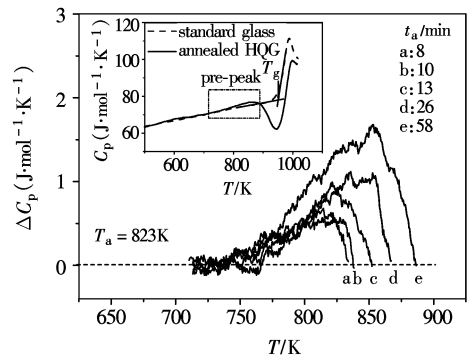 3
2
1
0
ΔCp (J·mol⁻¹·K⁻¹)
standard glass
annealed HQG
Tg
pre-peak
100
80
60
Cp (J·mol⁻¹·K⁻¹)
600 800 1000
T/K
ta/min
a:8
b:10
c:13
d:26
e:58
Ta = 823K
a b c d e
700 750 800 850 900 925
T/K